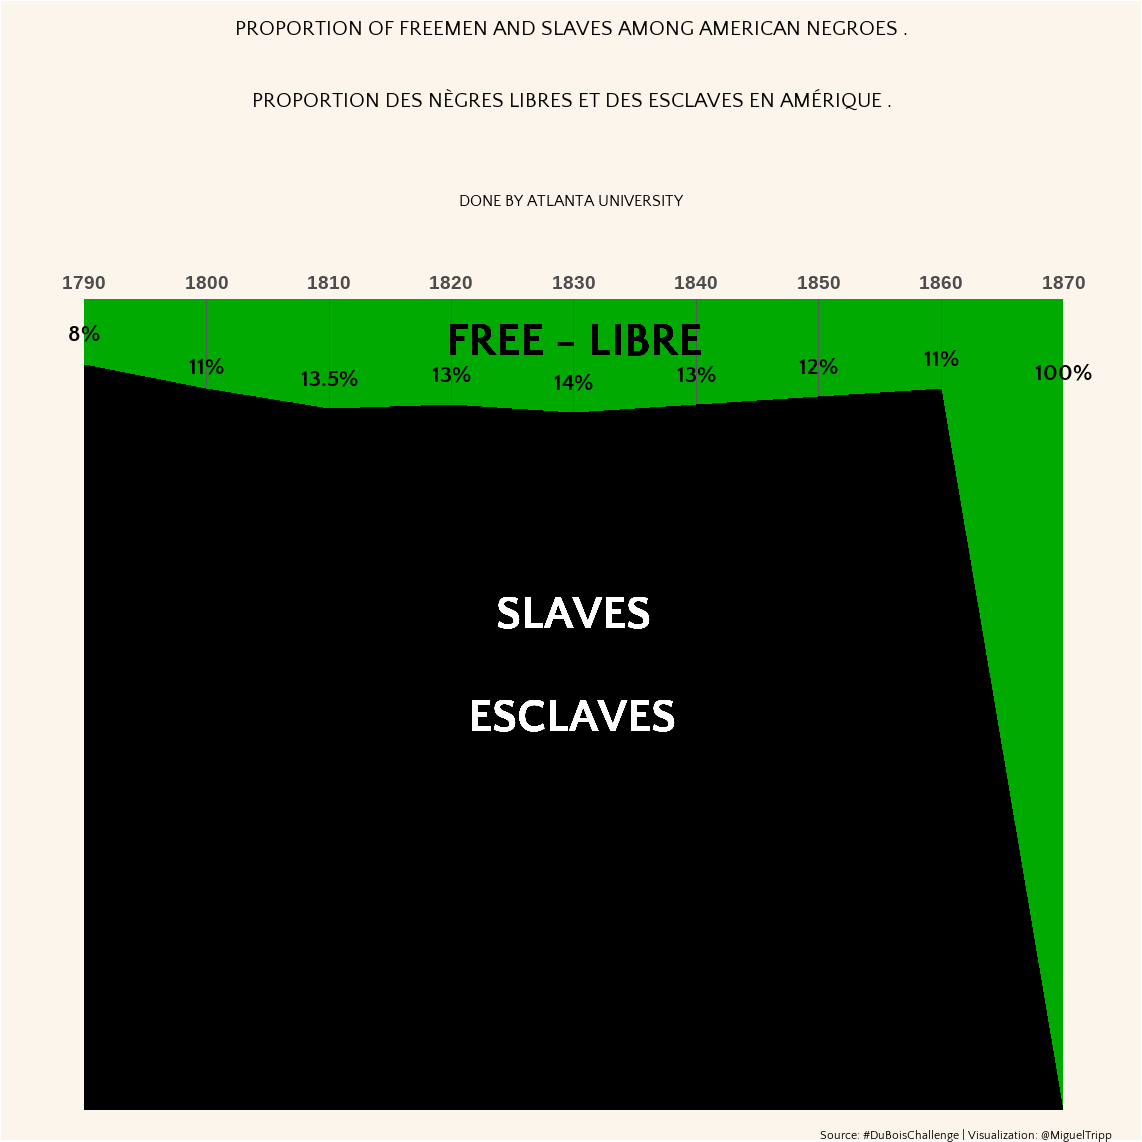 PROPORTION OF FREEMEN AND SLAVES AMONG AMERICAN NEGROES .
PROPORTION DES NÈGRES LIBRES ET DES ESCLAVES EN AMÉRIQUE .
DONE BY ATLANTA UNIVERSITY
1790 1800 1810 1820 1830 1840 1850 1860 1870
FREE – LIBRE
8% 11% 13.5% 13% 14% 13% 12% 11% 100%
SLAVES
ESCLAVES
Source: #DuBoisChallenge | Visualization: @MiguelTripp